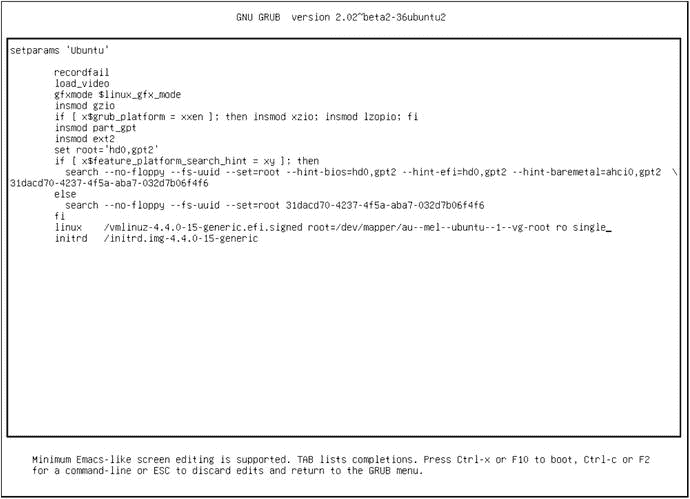 GNU GRUB  version 2.02~beta2-36ubuntu2
setparams 'Ubuntu'
recordfail
load_video
gfxmode $linux_gfx_mode
insmod gzio
if [ x$grub_platform = xxen ]; then insmod xzio; insmod lzopio; fi
insmod part_gpt
insmod ext2
set root='hd0,gpt2'
if [ x$feature_platform_search_hint = xy ]; then
search --no-floppy --fs-uuid --set=root --hint-bios=hd0,gpt2 --hint-efi=hd0,gpt2 --hint-baremetal=ahci0,gpt2  \
31dacd70-4237-4f5a-aba7-032d7b06f4f6
else
search --no-floppy --fs-uuid --set=root 31dacd70-4237-4f5a-aba7-032d7b06f4f6
fi
linux   /vmlinuz-4.4.0-15-generic.efi.signed root=/dev/mapper/au--mel--ubuntu--1--vg-root ro single_
initrd  /initrd.img-4.4.0-15-generic
Minimum Emacs-like screen editing is supported. TAB lists completions. Press Ctrl-x or F10 to boot, Ctrl-c or F2
for a command-line or ESC to discard edits and return to the GRUB menu.